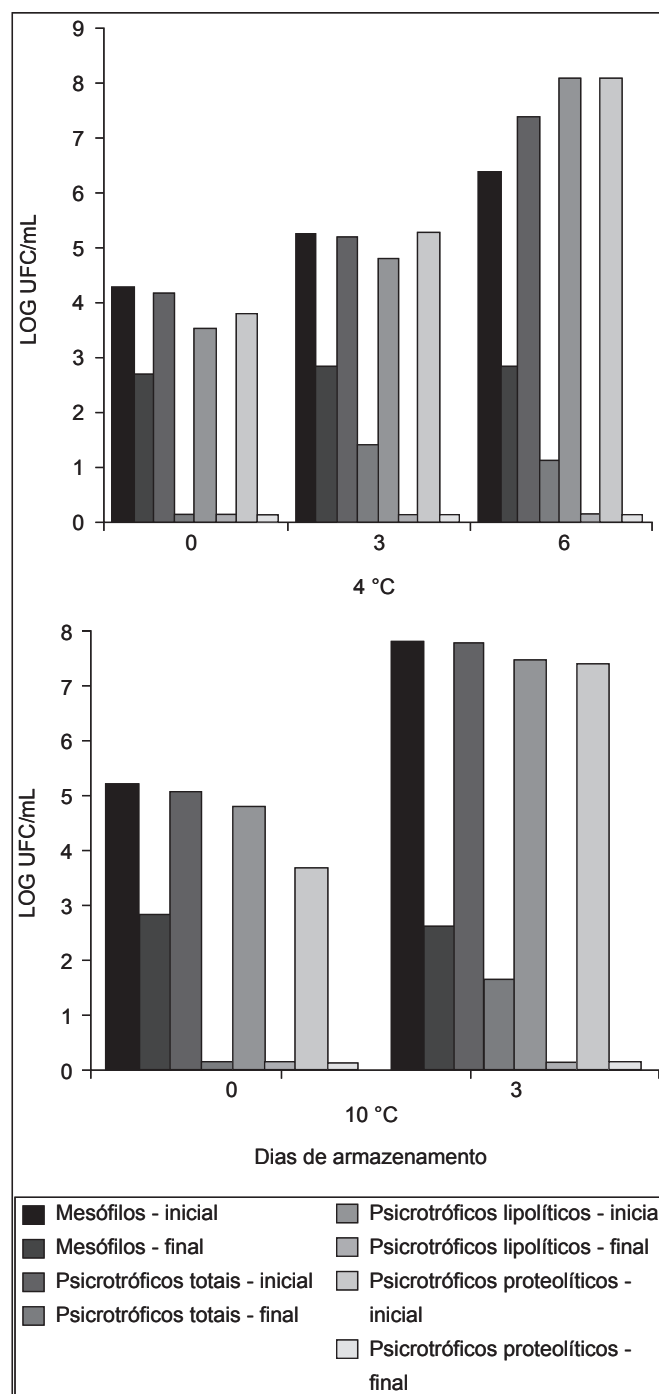 9
8
7
6
5
4
3
2
1
0
LOG UFC/mL
0 3 6
4 °C
8
7
6
5
4
3
2
1
0
LOG UFC/mL
0 3
10 °C
Dias de armazenamento
Mesófilos - inicial
Mesófilos - final
Psicrotróficos totais - inicial
Psicrotróficos totais - final
Psicrotróficos lipolíticos - inicia
Psicrotróficos lipolíticos - final
Psicrotróficos proteolíticos -
inicial
Psicrotróficos proteolíticos -
final